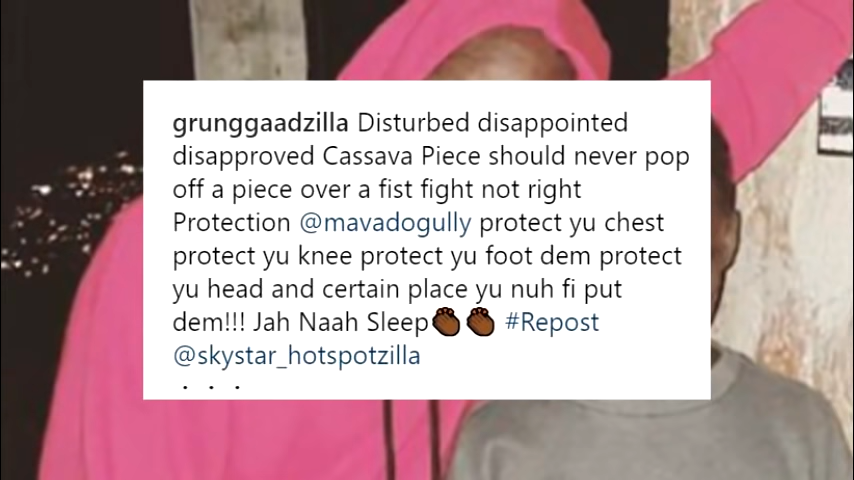 grunggaadzilla Disturbed disappointed
disapproved Cassava Piece should never pop
off a piece over a fist fight not right
Protection @mavadogully protect yu chest
protect yu knee protect yu foot dem protect
yu head and certain place yu nuh fi put
dem!!! Jah Naah Sleep👏🏾👏🏾 #Repost
@skystar_hotspotzilla
. . .